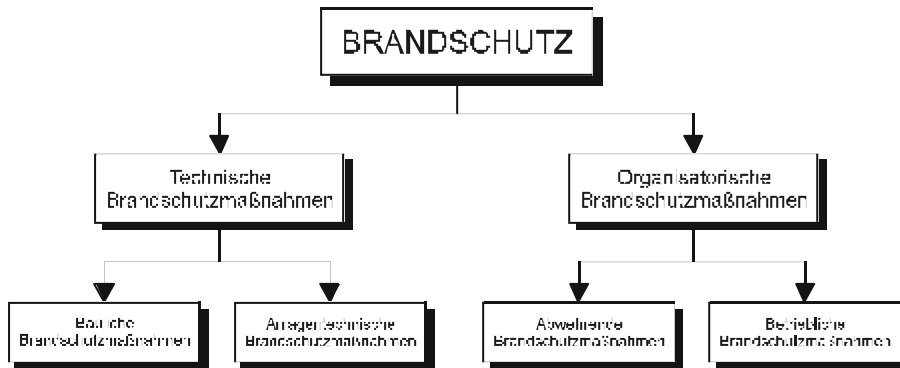 BRANDSCHUTZ
Technische
Brandschutzmaßnahmen
Organisatorische
Brandschutzmaßnahmen
Bauliche
Brandschutzmaßnahmen
Anlagentechnische
Brandschutzmaßnahmen
Abwehrende
Brandschutzmaßnahmen
Betriebliche
Brandschutzmaßnahmen